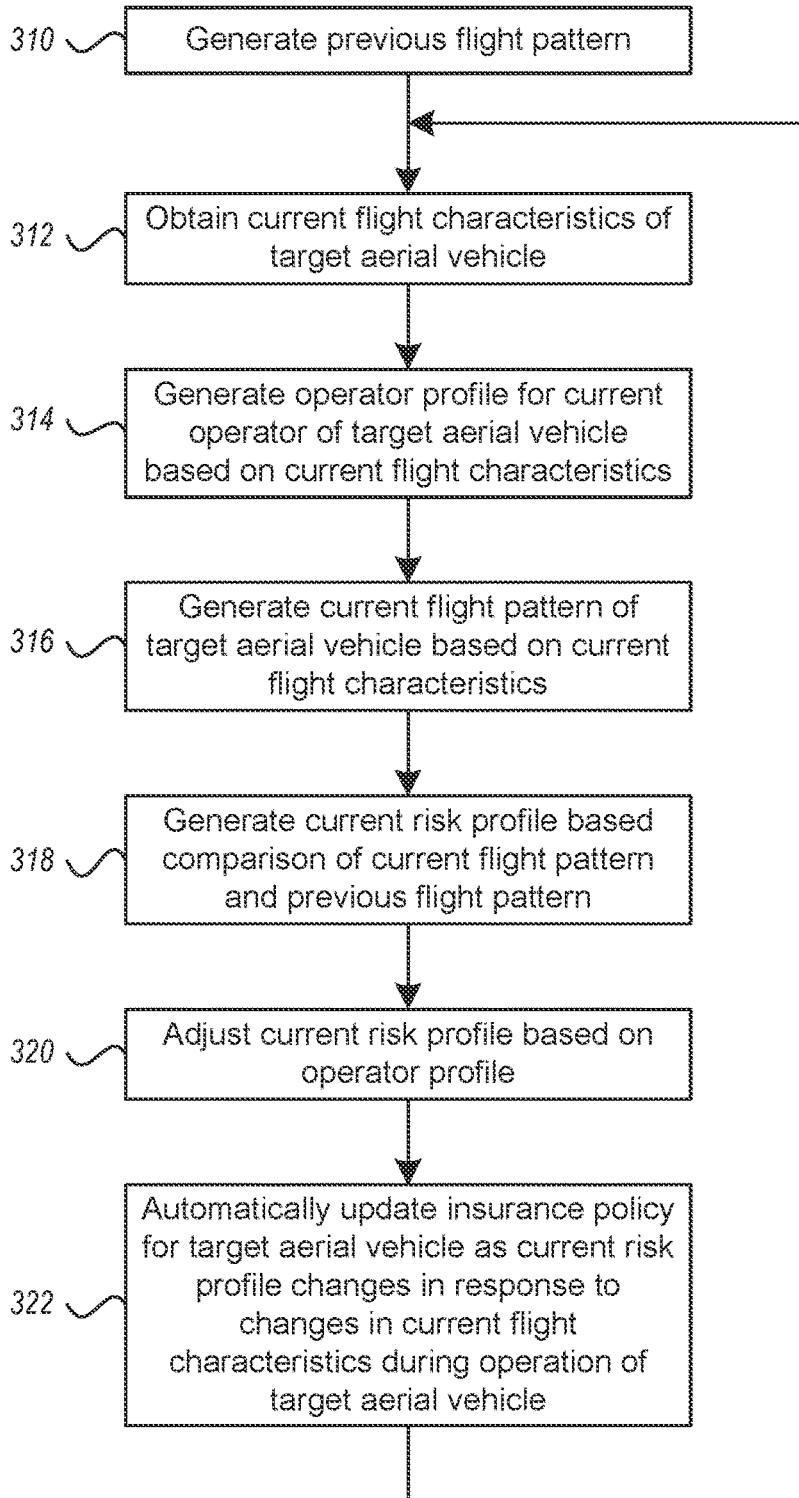 310
Generate previous flight pattern
312
Obtain current flight characteristics of
target aerial vehicle
314
Generate operator profile for current
operator of target aerial vehicle
based on current flight characteristics
316
Generate current flight pattern of
target aerial vehicle based on current
flight characteristics
318
Generate current risk profile based
comparison of current flight pattern
and previous flight pattern
320
Adjust current risk profile based on
operator profile
322
Automatically update insurance policy
for target aerial vehicle as current risk
profile changes in response to
changes in current flight
characteristics during operation of
target aerial vehicle